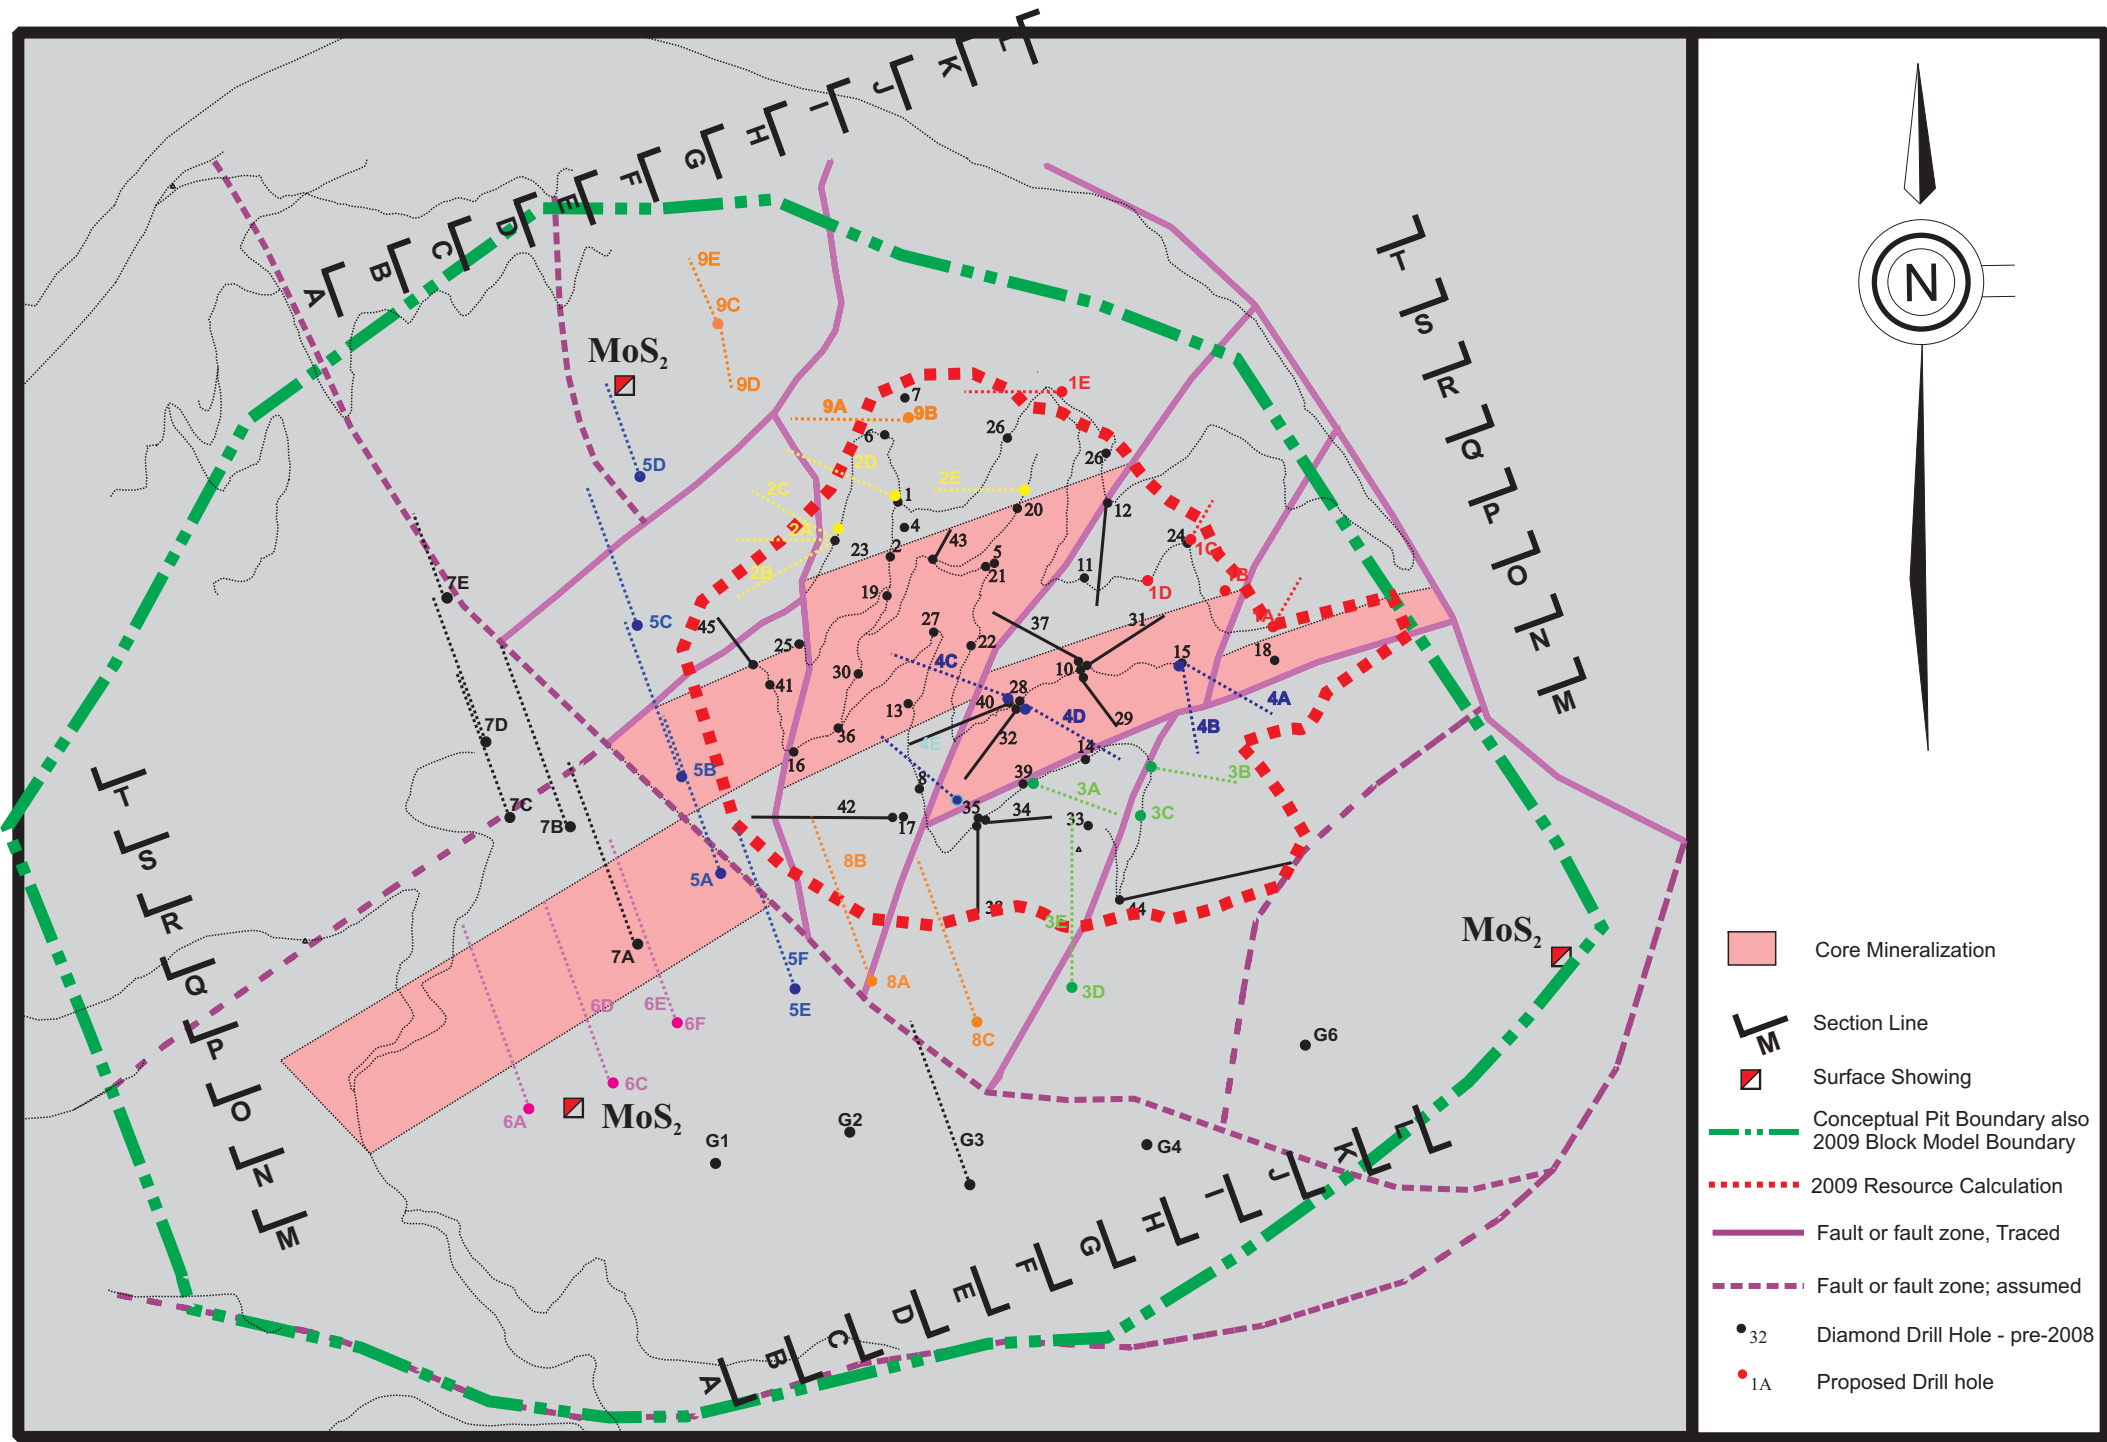 A
B
C
D
E
F
G
H
I
J
K
L
T
S
R
Q
P
O
N
M
N
9E
9C
9D
MoS2
1E
7
9A
9B
6
26
26
5D
2D
2E
2C
1
20
12
4
2A
23
2
43
24
1C
5
21
11
2B
1B
1D
7E
19
1A
45
5C
27
37
31
25
22
15
18
4C
10
30
41
28
4A
13
40
4D
29
4B
36
32
7D
4E
14
16
5B
39
3B
8
3A
T
S
R
Q
P
O
N
M
7C
42
35
34
7B
17
33
3C
8B
5A
38
44
3E
MoS2
7A
5F
8A
3D
6D
6E
5E
6F
8C
G6
6C
MoS2
6A
G1
G2
G3
G4
A
B
C
D
E
F
G
H
I
J
K
L
Core Mineralization
M
Section Line
Surface Showing
Conceptual Pit Boundary also
2009 Block Model Boundary
2009 Resource Calculation
Fault or fault zone, Traced
Fault or fault zone; assumed
32
Diamond Drill Hole - pre-2008
1A
Proposed Drill hole